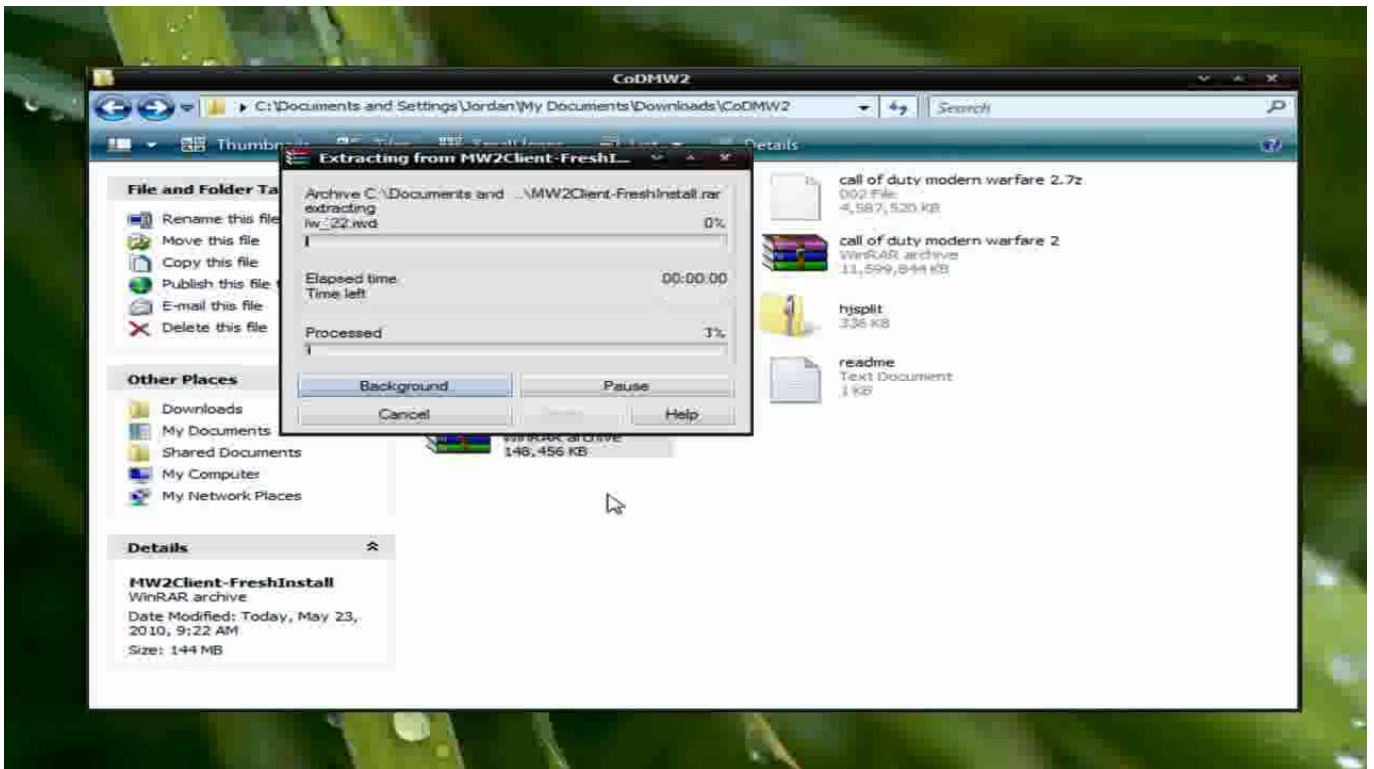 CoDMW2
C:\Documents and Settings\Jordan\My Documents\Downloads\CoDMW2
Search
Details
Extracting from MW2Client-FreshI...
Archive C:\Documents and ...\MW2Client-FreshInstall.rar
extracting
iw_22.iwd 0%
Elapsed time 00:00:00
Time left
Processed 3%
Background Pause
Cancel Help
File and Folder Ta
Rename this file
Move this file
Copy this file
Publish this file
E-mail this file
Delete this file
Other Places
Downloads
My Documents
Shared Documents
My Computer
My Network Places
Details
MW2Client-FreshInstall
WinRAR archive
Date Modified: Today, May 23,
2010, 9:22 AM
Size: 144 MB
call of duty modern warfare 2.7z
002 File
4,587,520 KB
call of duty modern warfare 2
WinRAR archive
11,599,844 KB
hjsplit
336 KB
readme
Text Document
1 KB
WinRAR archive
148,456 KB